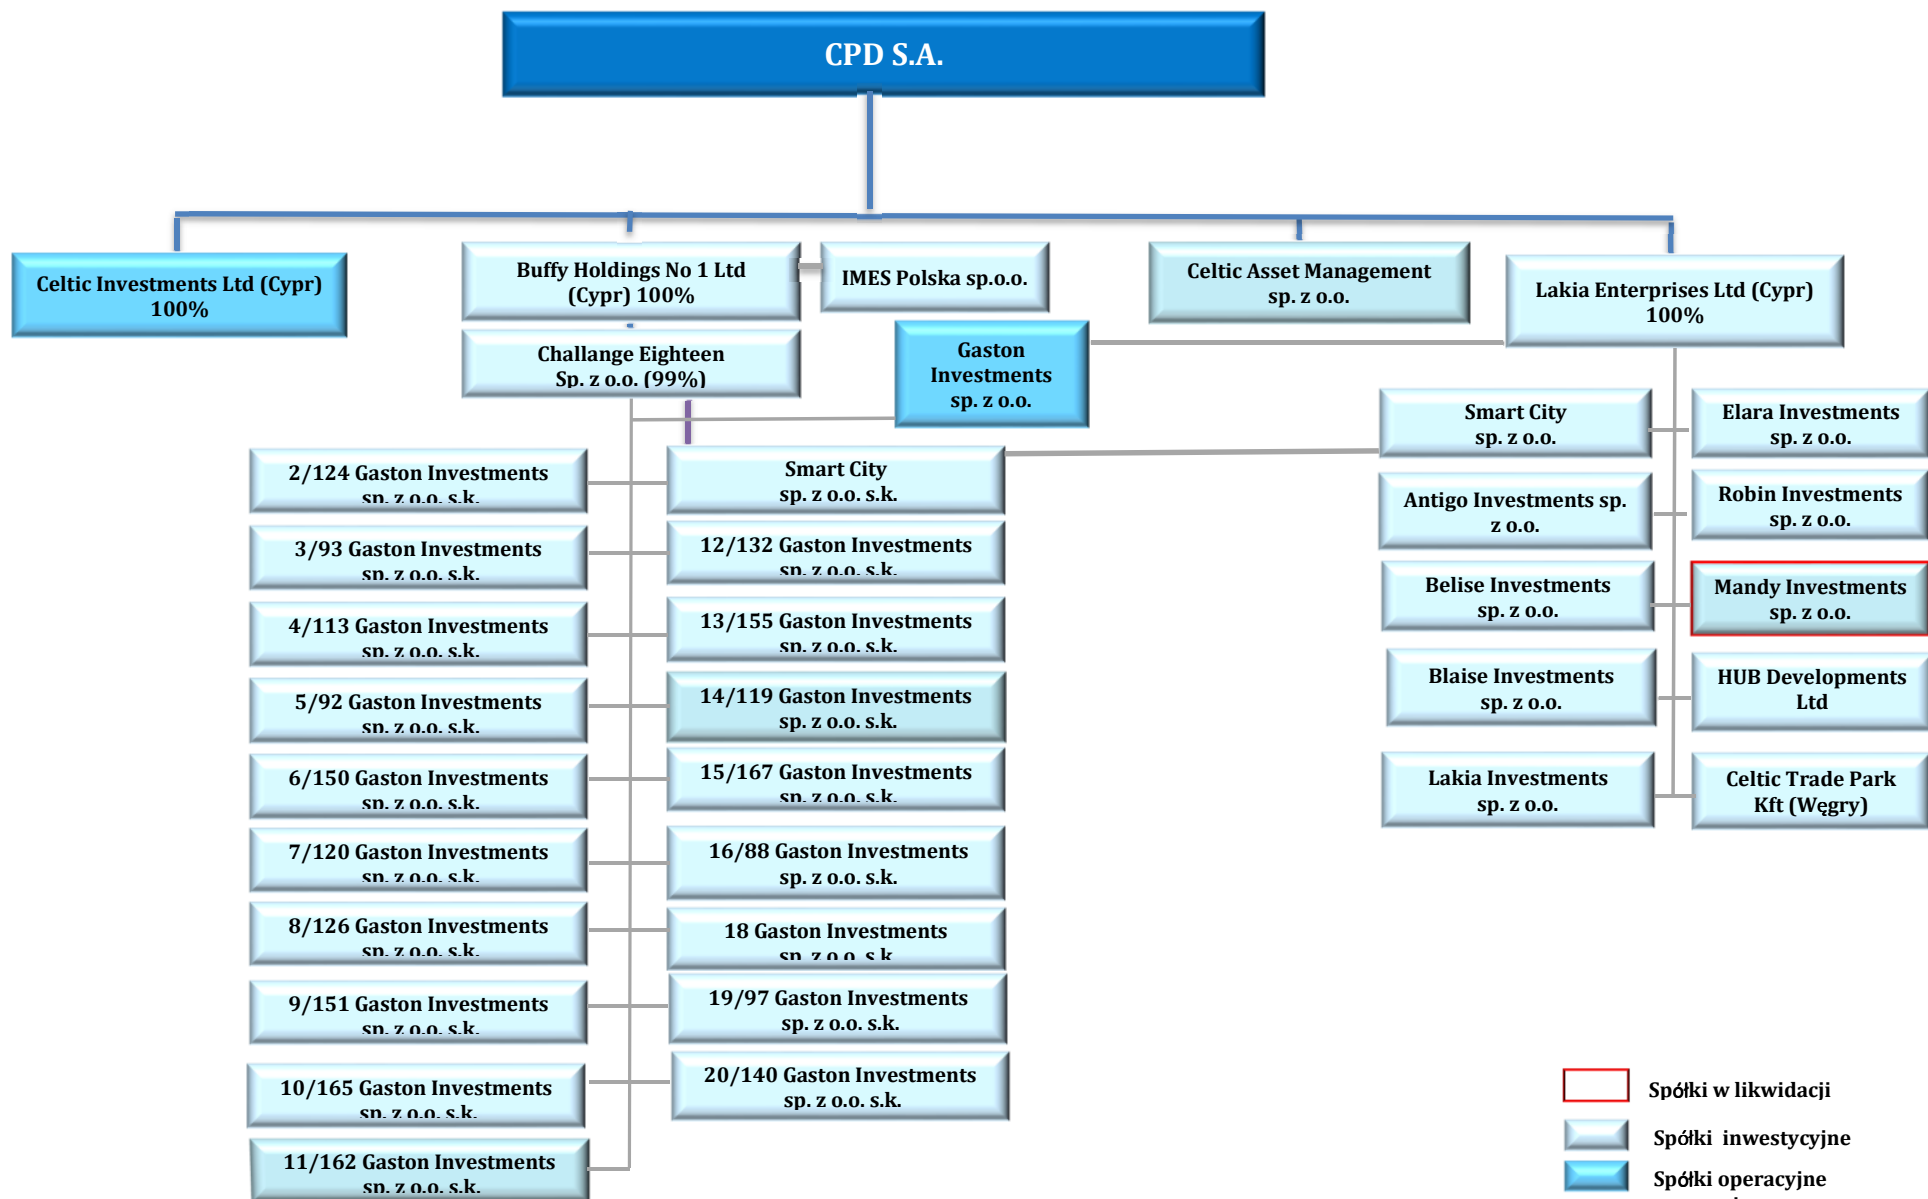 CPD S.A.
Celtic Investments Ltd (Cypr)
100%
Buffy Holdings No 1 Ltd
(Cypr) 100%
IMES Polska sp.o.o.
Celtic Asset Management
sp. z o.o.
Lakia Enterprises Ltd (Cypr)
100%
Challange Eighteen
Sp. z o.o. (99%)
Gaston
Investments
sp. z o.o.
2/124 Gaston Investments
sp. z o.o. s.k.
3/93 Gaston Investments
sp. z o.o. s.k.
4/113 Gaston Investments
sp. z o.o. s.k.
5/92 Gaston Investments
sp. z o.o. s.k.
6/150 Gaston Investments
sp. z o.o. s.k.
7/120 Gaston Investments
sp. z o.o. s.k.
8/126 Gaston Investments
sp. z o.o. s.k.
9/151 Gaston Investments
sp. z o.o. s.k.
10/165 Gaston Investments
sp. z o.o. s.k.
11/162 Gaston Investments
sp. z o.o. s.k.
Smart City
sp. z o.o. s.k.
12/132 Gaston Investments
sp. z o.o. s.k.
13/155 Gaston Investments
sp. z o.o. s.k.
14/119 Gaston Investments
sp. z o.o. s.k.
15/167 Gaston Investments
sp. z o.o. s.k.
16/88 Gaston Investments
sp. z o.o. s.k.
18 Gaston Investments
sp. z o.o. s.k.
19/97 Gaston Investments
sp. z o.o. s.k.
20/140 Gaston Investments
sp. z o.o. s.k.
Smart City
sp. z o.o.
Antigo Investments sp.
z o.o.
Belise Investments
sp. z o.o.
Blaise Investments
sp. z o.o.
Lakia Investments
sp. z o.o.
Elara Investments
sp. z o.o.
Robin Investments
sp. z o.o.
Mandy Investments
sp. z o.o.
HUB Developments
Ltd
Celtic Trade Park
Kft (Węgry)
Spółki w likwidacji
Spółki inwestycyjne
Spółki operacyjne